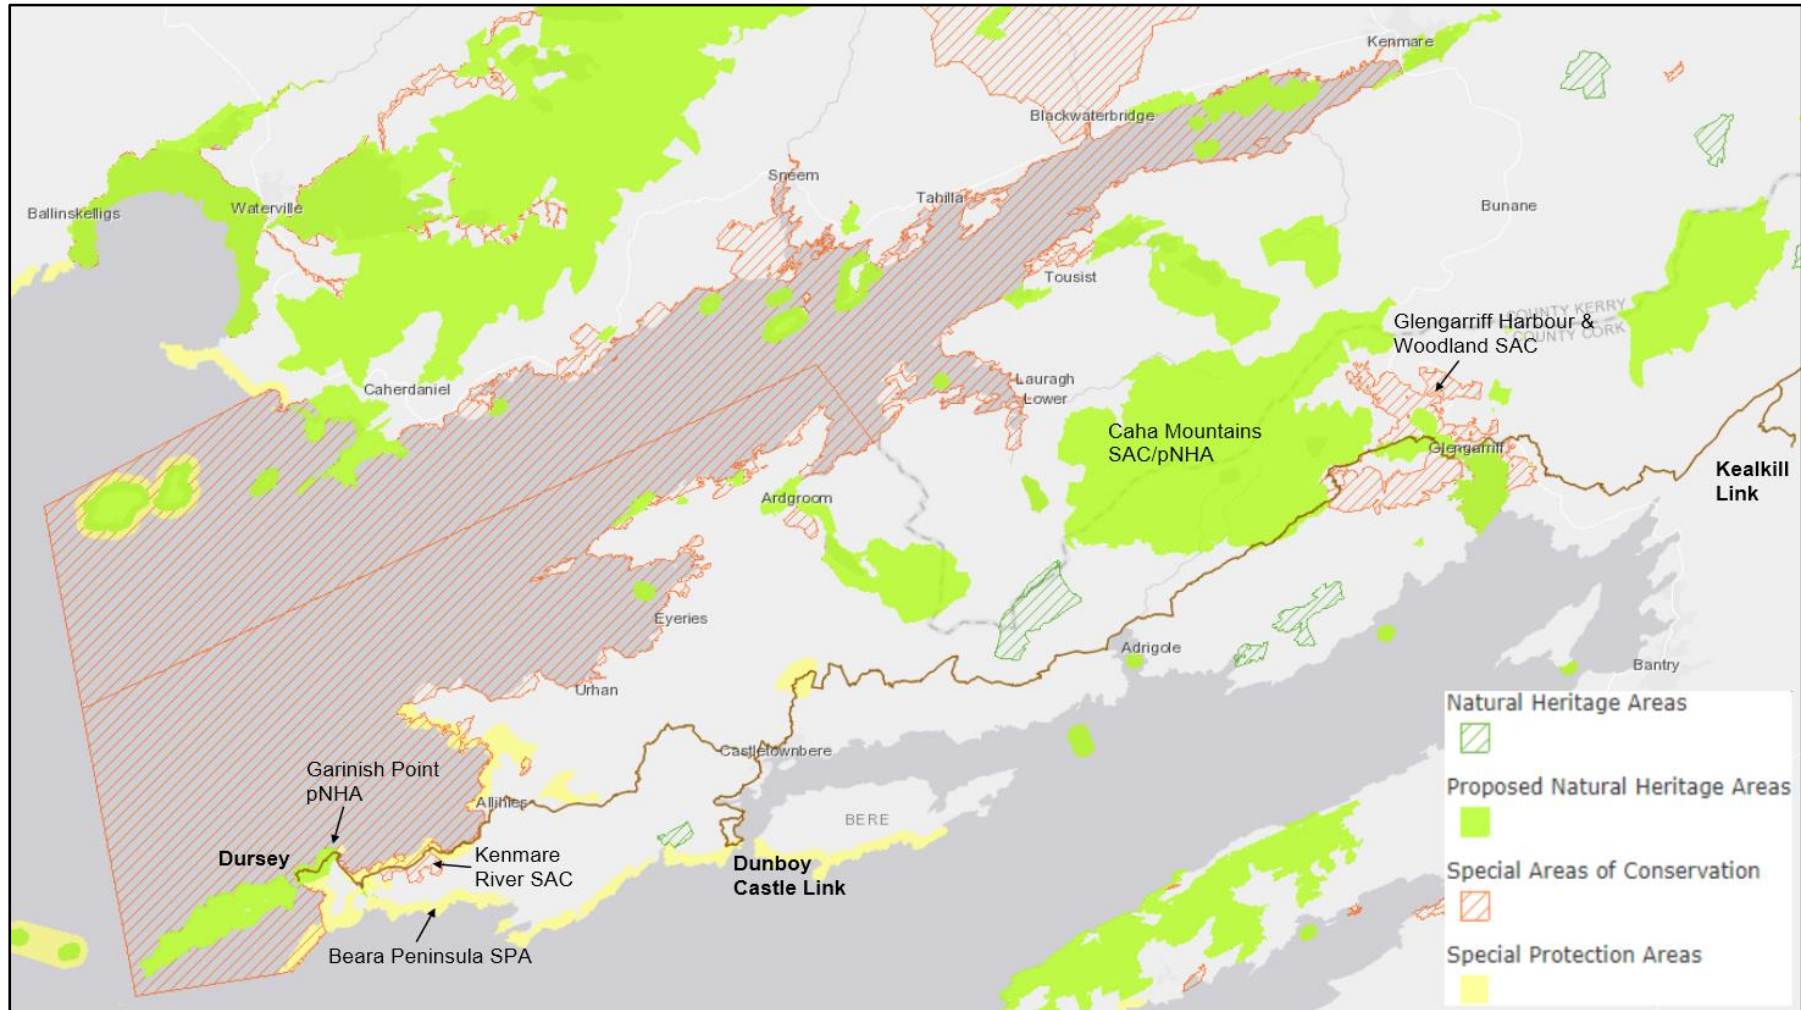 Kenmare
Blackwaterbridge
Sneem
Tahilla
Ballinskelligs
Waterville
Bunane
Tousist
COUNTY KERRY
COUNTY CORK
Glengarriff Harbour &
Woodland SAC
Caherdaniel
Lauragh
Lower
Caha Mountains
SAC/pNHA
Glengarriff
Kealkill
Link
Ardgroom
Eyeries
Adrigole
Bantry
Urhan
Castletownbere
Garinish Point
pNHA
Allihies
BERE
Dursey
Kenmare
River SAC
Dunboy
Castle Link
Beara Peninsula SPA
Natural Heritage Areas
Proposed Natural Heritage Areas
Special Areas of Conservation
Special Protection Areas